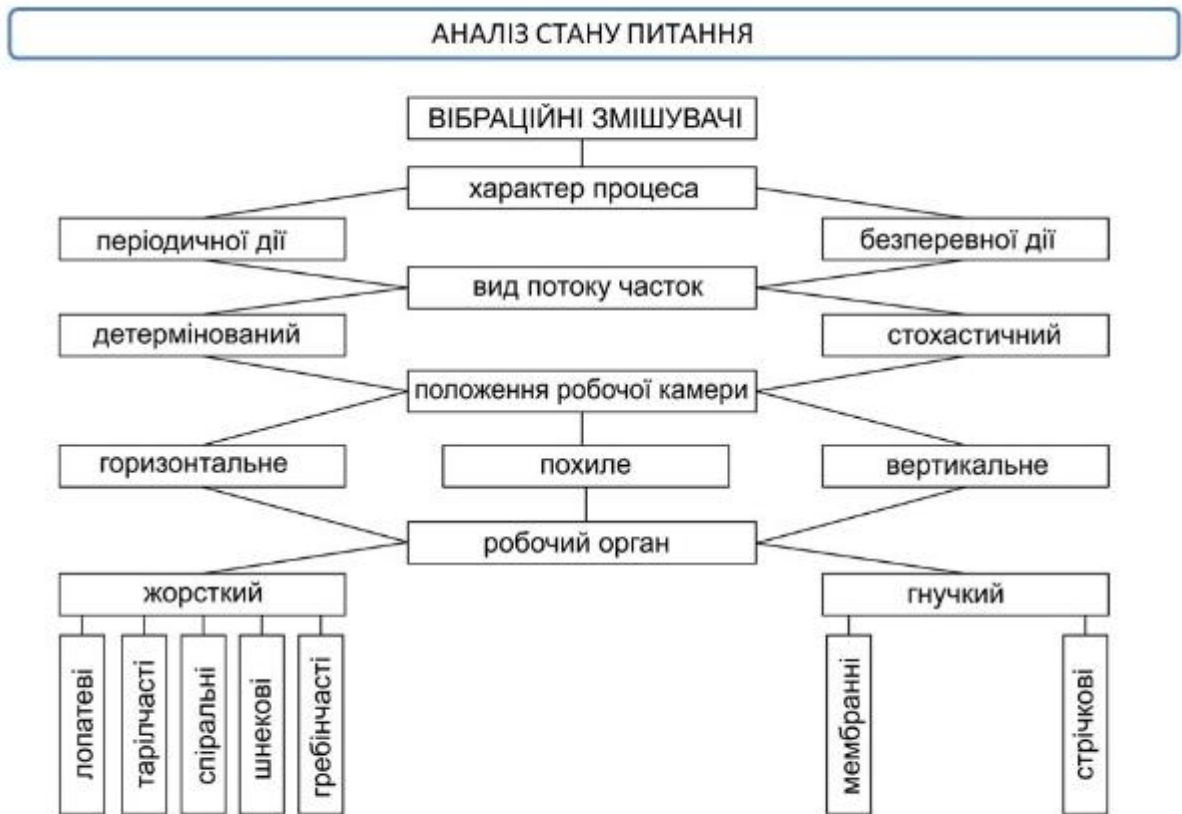 АНАЛІЗ СТАНУ ПИТАННЯ
ВІБРАЦІЙНІ ЗМІШУВАЧІ
характер процеса
періодичної дії
безперевної дії
вид потоку часток
детермінований
стохастичний
положення робочої камери
горизонтальне
похиле
вертикальне
робочий орган
жорсткий
гнучкий
лопатеві
тарілчасті
спіральні
шнекові
гребінчасті
мембранні
стрічкові